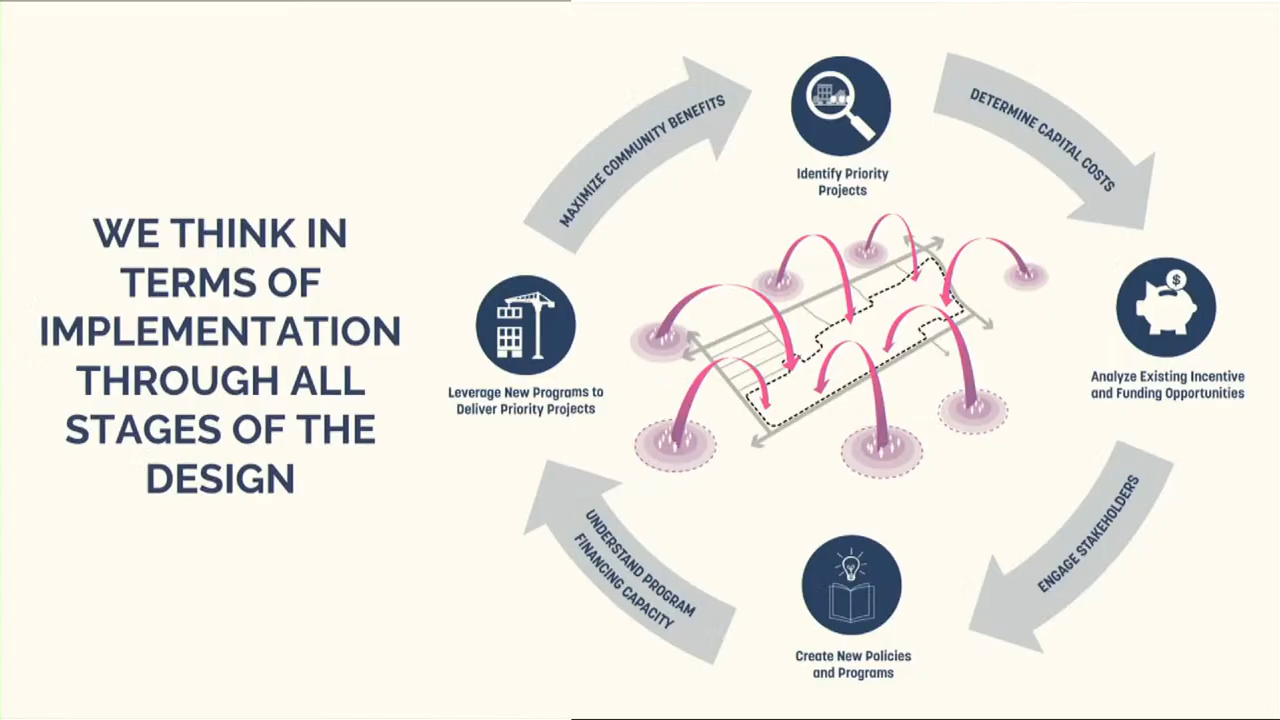 WE THINK IN
TERMS OF
IMPLEMENTATION
THROUGH ALL
STAGES OF THE
DESIGN
MAXIMIZE COMMUNITY BENEFITS
Identify Priority
Projects
DETERMINE CAPITAL COSTS
$
Analyze Existing Incentive
and Funding Opportunities
ENGAGE STAKEHOLDERS
Create New Policies
and Programs
UNDERSTAND PROGRAM
FINANCING CAPACITY
Leverage New Programs to
Deliver Priority Projects